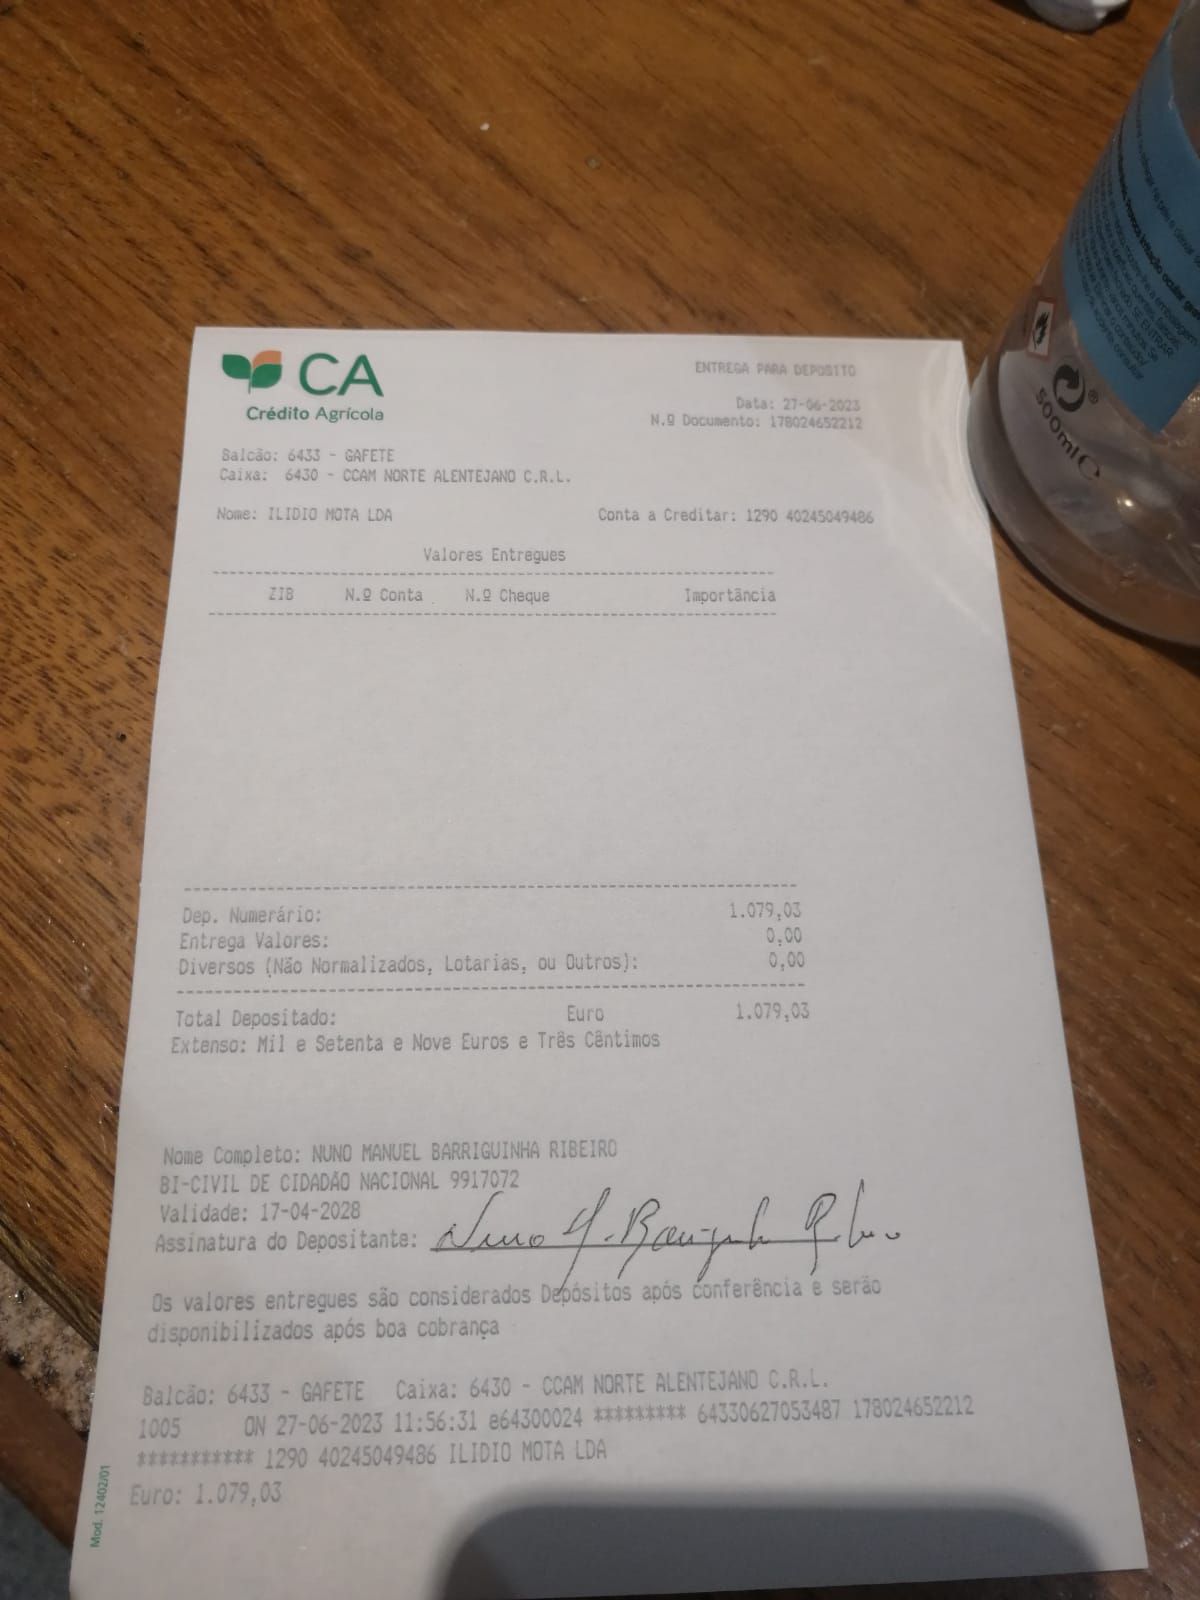 CA
Crédito Agrícola
ENTREGA PARA DEPOSITO
Data: 27-06-2023
N.º Documento: 178024652212
Balcão: 6433 - GAFETE
Caixa: 6430 - CCAM NORTE ALENTEJANO C.R.L.
Nome: ILIDIO MOTA LDA Conta a Creditar: 1290 40245049486
Valores Entregues
ZIB N.º Conta N.º Cheque Importância
Dep. Numerário: 1.079,03
Entrega Valores: 0,00
Diversos (Não Normalizados, Lotarias, ou Outros): 0,00
Total Depositado: Euro 1.079,03
Extenso: Mil e Setenta e Nove Euros e Três Cêntimos
Nome Completo: NUNO MANUEL BARRIGUINHA RIBEIRO
BI-CIVIL DE CIDADÃO NACIONAL 9917072
Validade: 17-04-2028
Assinatura do Depositante: Nuno M. Barriguinha Ribeiro
Os valores entregues são considerados Depósitos após conferência e serão
disponibilizados após boa cobrança
Balcão: 6433 - GAFETE Caixa: 6430 - CCAM NORTE ALENTEJANO C.R.L.
1005 ON 27-06-2023 11:56:31 e64300024 ********* 64330627053487 178024652212
*********** 1290 40245049486 ILIDIO MOTA LDA
Euro: 1.079,03
Mod. 12402/01
500ml